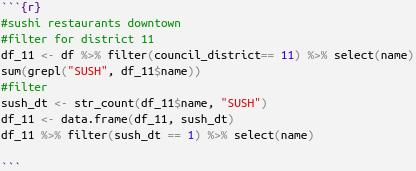 ```{r}
#sushi restaurants downtown
#filter for district 11
df_11 <- df %>% filter(council_district== 11) %>% select(name)
sum(grepl("SUSH", df_11$name))
#filter
sush_dt <- str_count(df_11$name, "SUSH")
df_11 <- data.frame(df_11, sush_dt)
df_11 %>% filter(sush_dt == 1) %>% select(name)
```